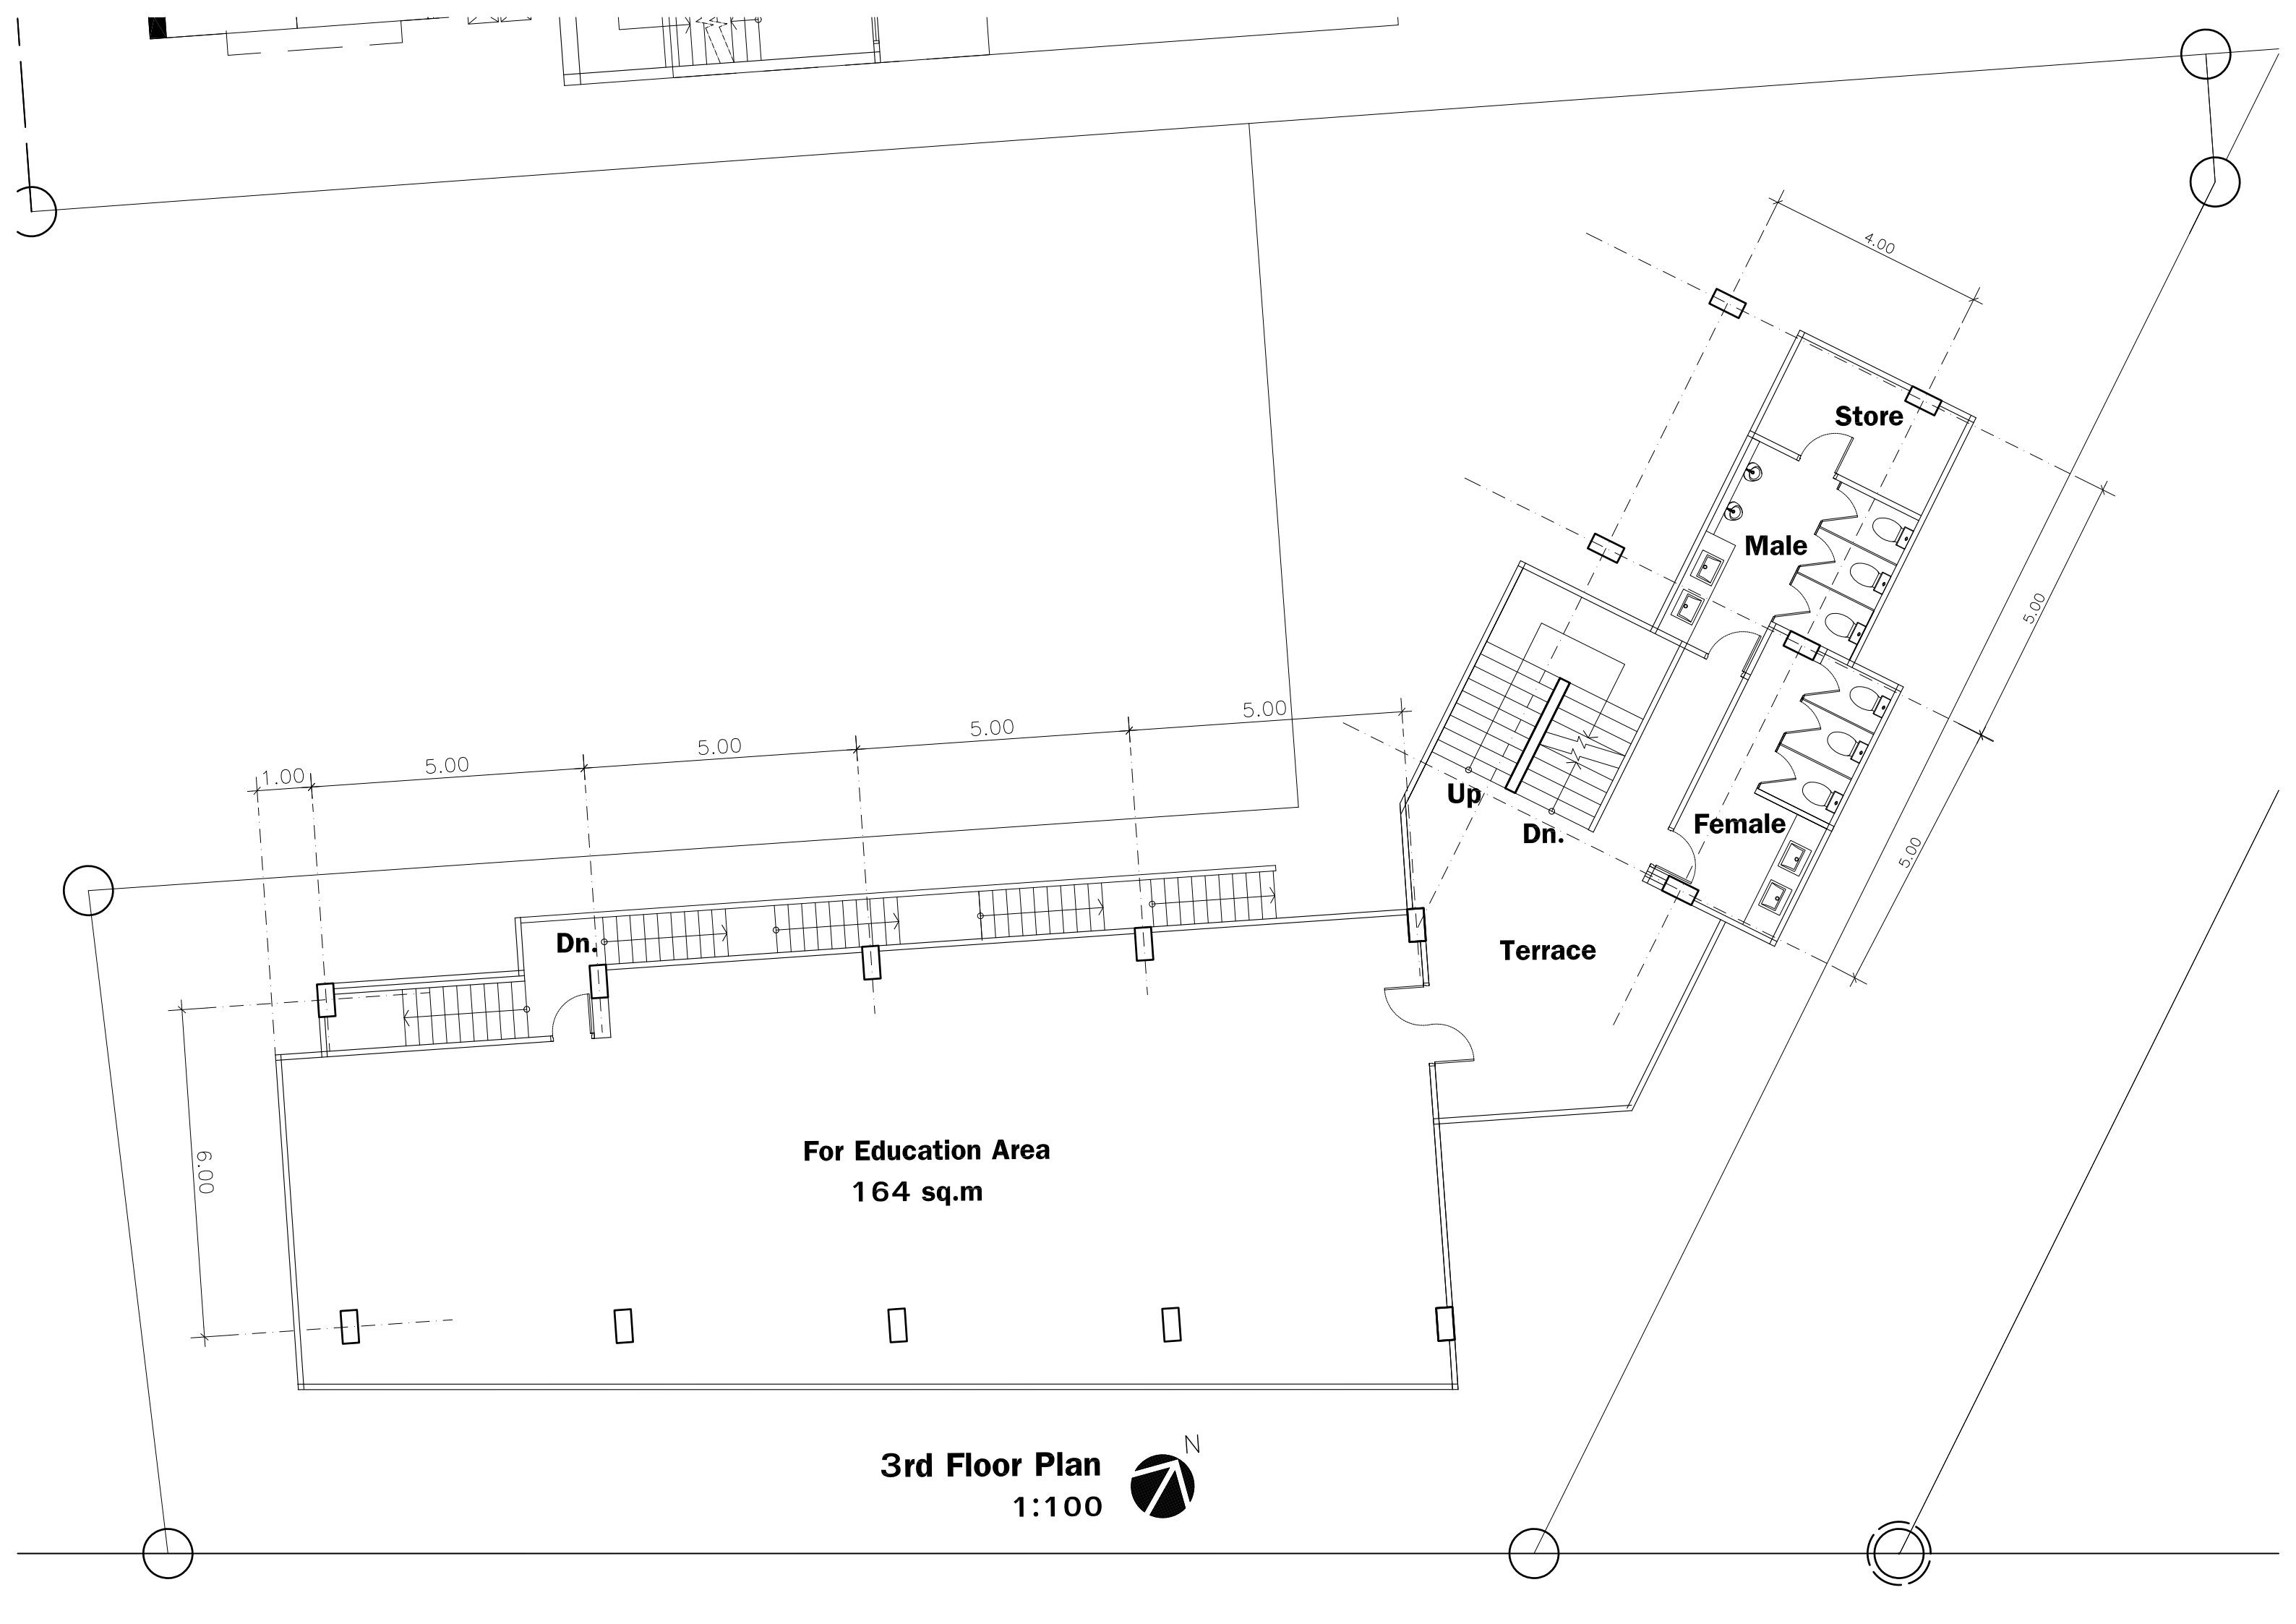 4.00
Store
Male
5.00
5.00
5.00
5.00
5.00
1.00
Up
Dn.
Female
5.00
Dn.
Terrace
6.00
For Education Area
164 sq.m
N
3rd Floor Plan
1:100